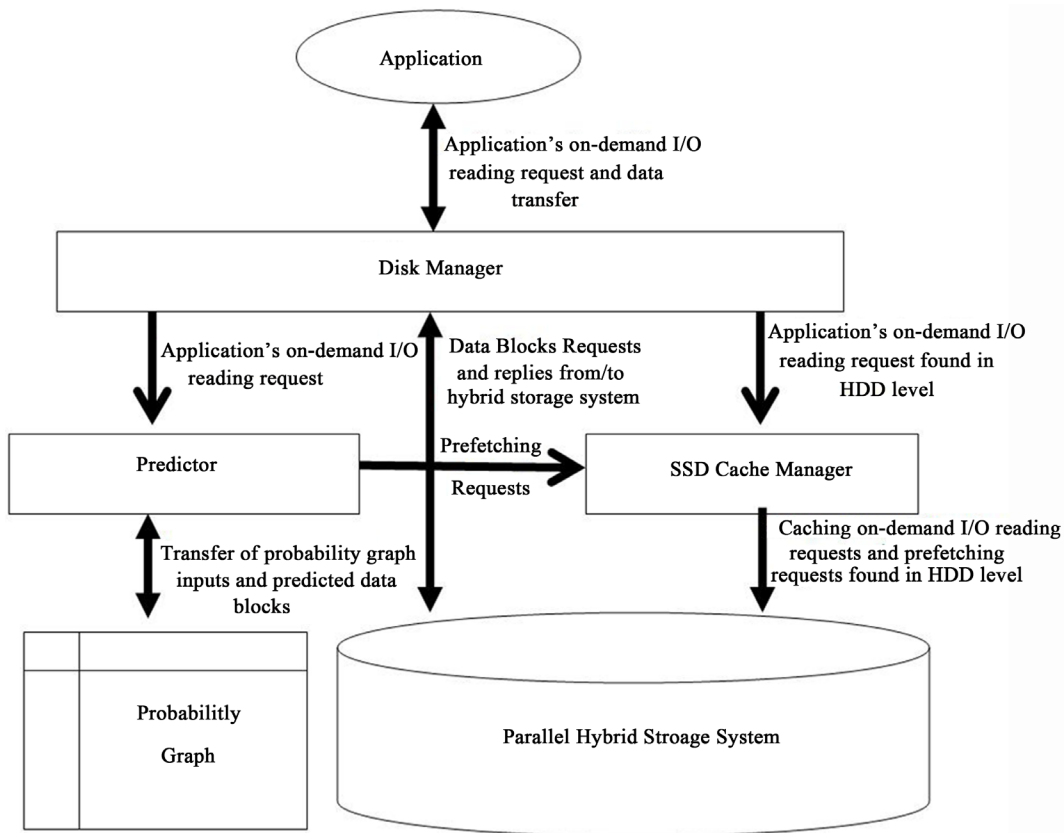 Application
Application's on-demand I/O
reading request and data
transfer
Disk Manager
Application's on-demand I/O
reading request
Data Blocks Requests
and replies from/to
hybrid storage system
Application's on-demand I/O
reading request found in
HDD level
Predictor
Prefetching
Requests
SSD Cache Manager
Transfer of probability graph
inputs and predicted data
blocks
Caching on-demand I/O reading
requests and prefetching
requests found in HDD level
Probabilitly
Graph
Parallel Hybrid Stroage System